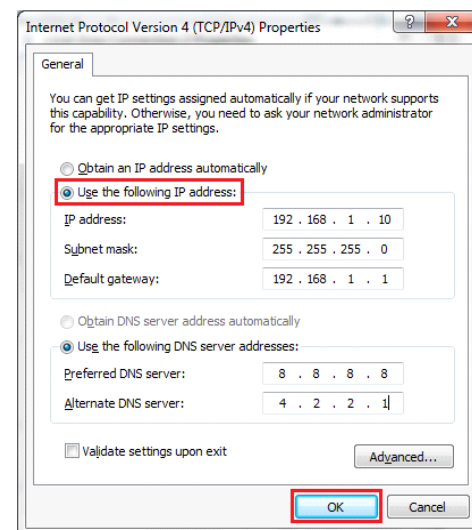 Internet Protocol Version 4 (TCP/IPv4) Properties
General
You can get IP settings assigned automatically if your network supports
this capability. Otherwise, you need to ask your network administrator
for the appropriate IP settings.
Obtain an IP address automatically
Use the following IP address:
IP address: 192 . 168 . 1 . 10
Subnet mask: 255 . 255 . 255 . 0
Default gateway: 192 . 168 . 1 . 1
Obtain DNS server address automatically
Use the following DNS server addresses:
Preferred DNS server: 8 . 8 . 8 . 8
Alternate DNS server: 4 . 2 . 2 . 1
Validate settings upon exit
Advanced...
OK Cancel